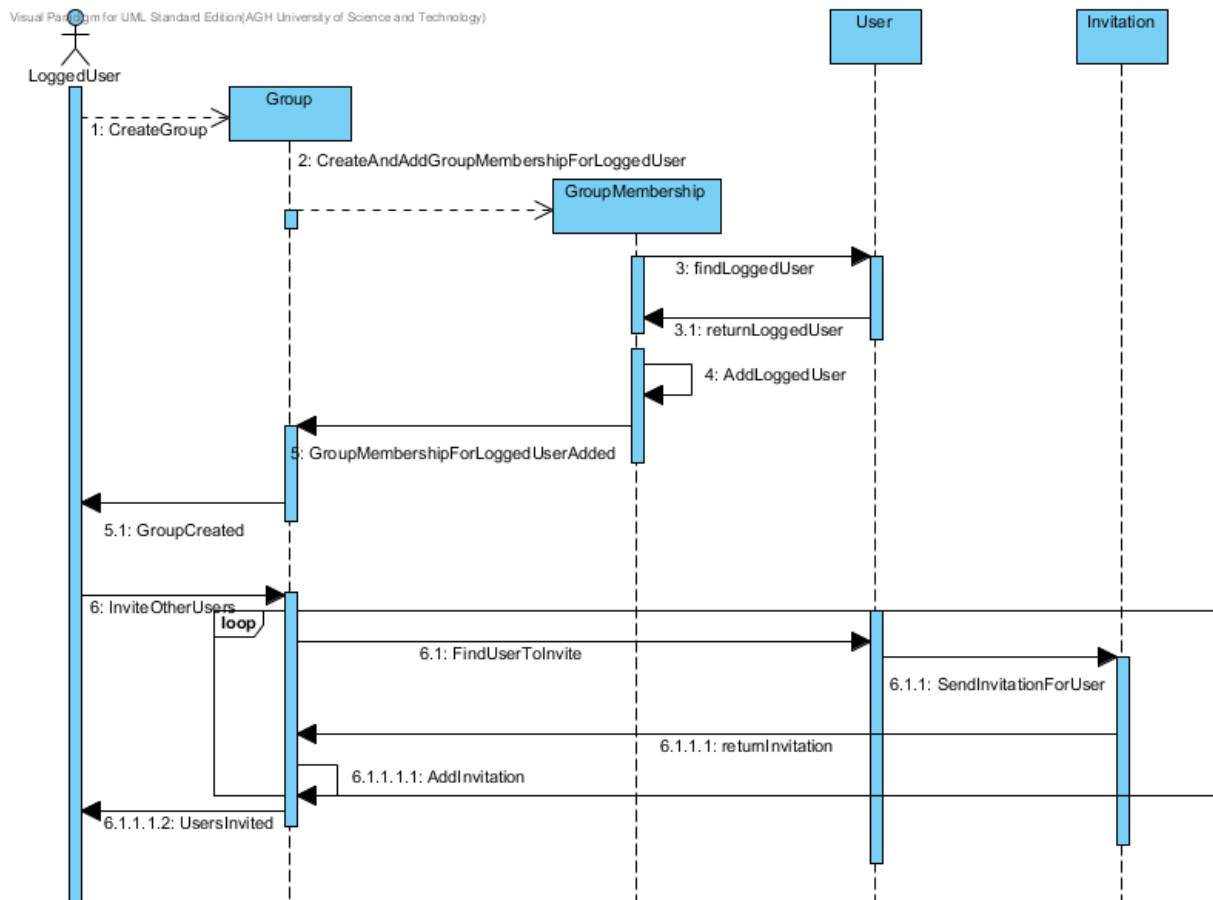 Visual Paradigm for UML Standard Edition(AGH University of Science and Technology)
User
Invitation
LoggedUser
Group
1: CreateGroup
2: CreateAndAddGroupMembershipForLoggedUser
GroupMembership
3: findLoggedUser
3.1: returnLoggedUser
4: AddLoggedUser
5: GroupMembershipForLoggedUserAdded
5.1: GroupCreated
6: InviteOtherUsers
loop
6.1: FindUserToInvite
6.1.1: SendInvitationForUser
6.1.1.1: returnInvitation
6.1.1.1.1: AddInvitation
6.1.1.1.2: UsersInvited